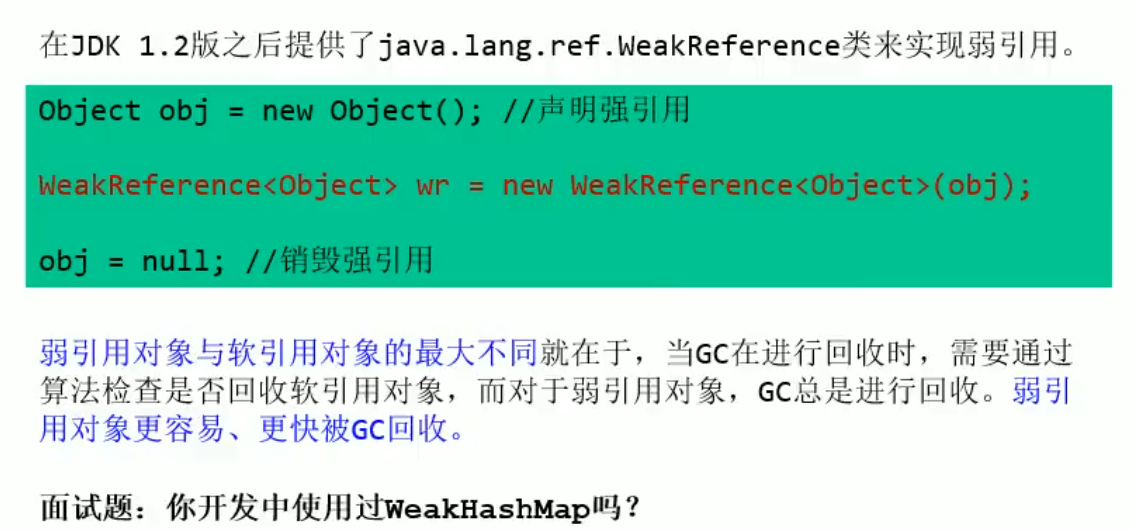 在JDK 1.2版之后提供了java.lang.ref.WeakReference类来实现弱引用。
Object obj = new Object(); //声明强引用
WeakReference<Object> wr = new WeakReference<Object>(obj);
obj = null; //销毁强引用
弱引用对象与软引用对象的最大不同就在于，当GC在进行回收时，需要通过
算法检查是否回收软引用对象，而对于弱引用对象，GC总是进行回收。弱引
用对象更容易、更快被GC回收。
面试题：你开发中使用过WeakHashMap吗？